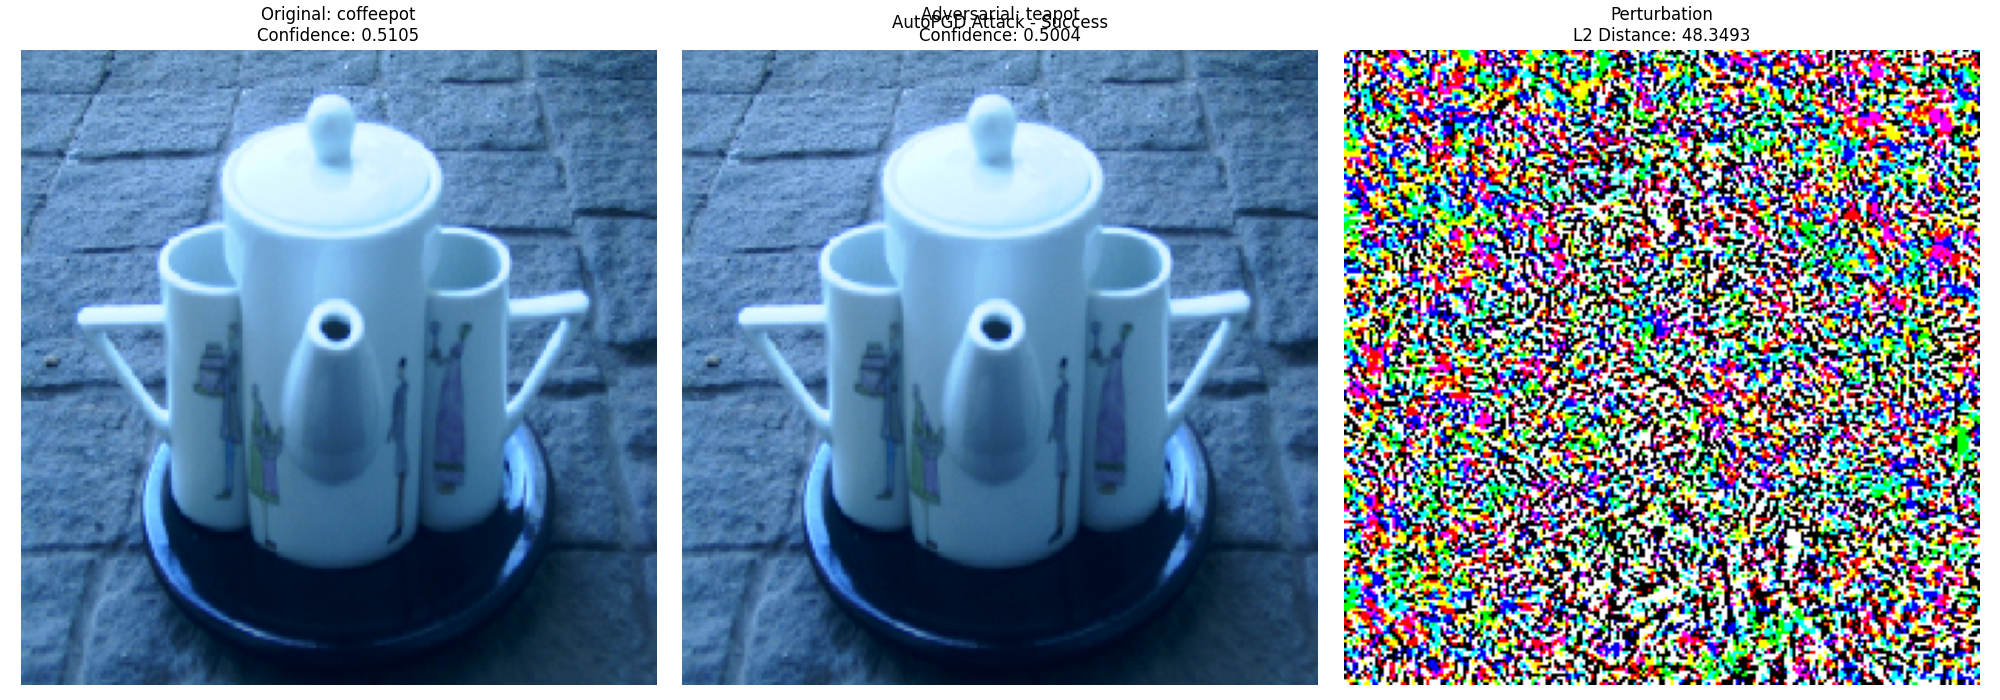 Original: coffeepot
Confidence: 0.5105
Adversarial: teapot
AutoPGD Attack - Success
Confidence: 0.5004
Perturbation
L2 Distance: 48.3493